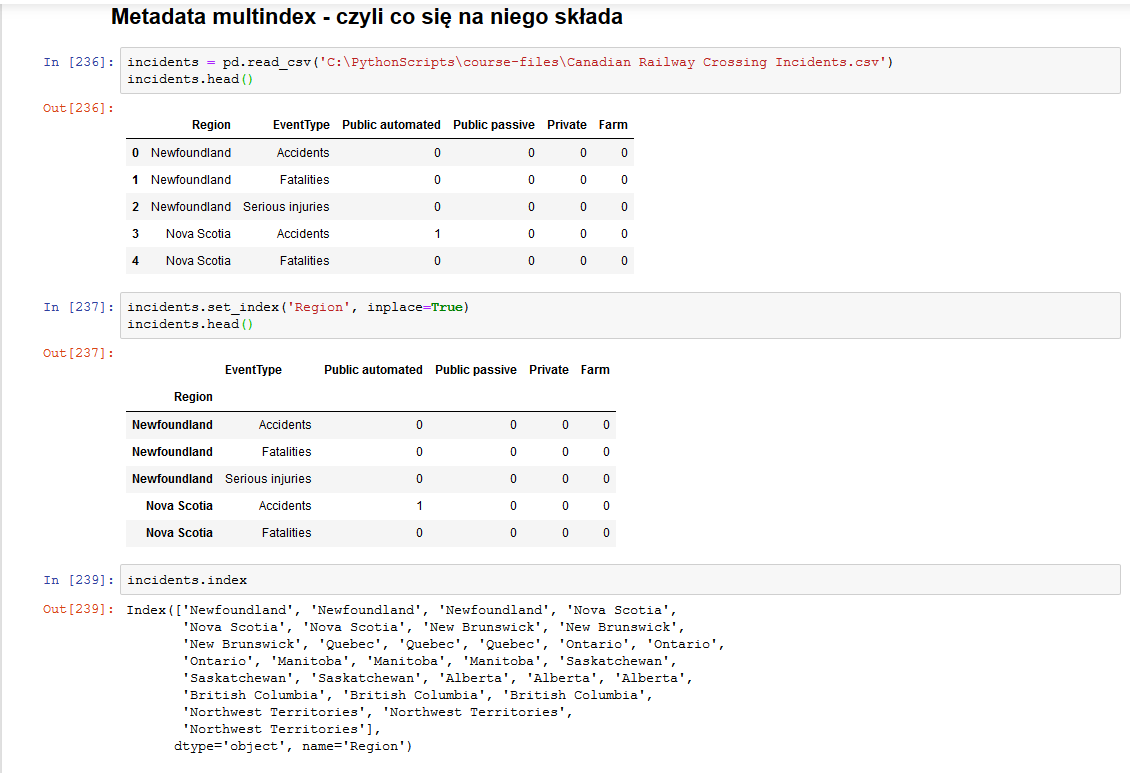 Metadata multindex - czyli co się na niego składa
In [236]: incidents = pd.read_csv('C:\PythonScripts\course-files\Canadian Railway Crossing Incidents.csv')
incidents.head()
Out[236]:
Region EventType Public automated Public passive Private Farm
0 Newfoundland Accidents 0 0 0 0
1 Newfoundland Fatalities 0 0 0 0
2 Newfoundland Serious injuries 0 0 0 0
3 Nova Scotia Accidents 1 0 0 0
4 Nova Scotia Fatalities 0 0 0 0
In [237]: incidents.set_index('Region', inplace=True)
incidents.head()
Out[237]:
EventType Public automated Public passive Private Farm
Region
Newfoundland Accidents 0 0 0 0
Newfoundland Fatalities 0 0 0 0
Newfoundland Serious injuries 0 0 0 0
Nova Scotia Accidents 1 0 0 0
Nova Scotia Fatalities 0 0 0 0
In [239]: incidents.index
Out[239]: Index(['Newfoundland', 'Newfoundland', 'Newfoundland', 'Nova Scotia',
'Nova Scotia', 'Nova Scotia', 'New Brunswick', 'New Brunswick',
'New Brunswick', 'Quebec', 'Quebec', 'Quebec', 'Ontario', 'Ontario',
'Ontario', 'Manitoba', 'Manitoba', 'Manitoba', 'Saskatchewan',
'Saskatchewan', 'Saskatchewan', 'Alberta', 'Alberta', 'Alberta',
'British Columbia', 'British Columbia', 'British Columbia',
'Northwest Territories', 'Northwest Territories',
'Northwest Territories'],
dtype='object', name='Region')